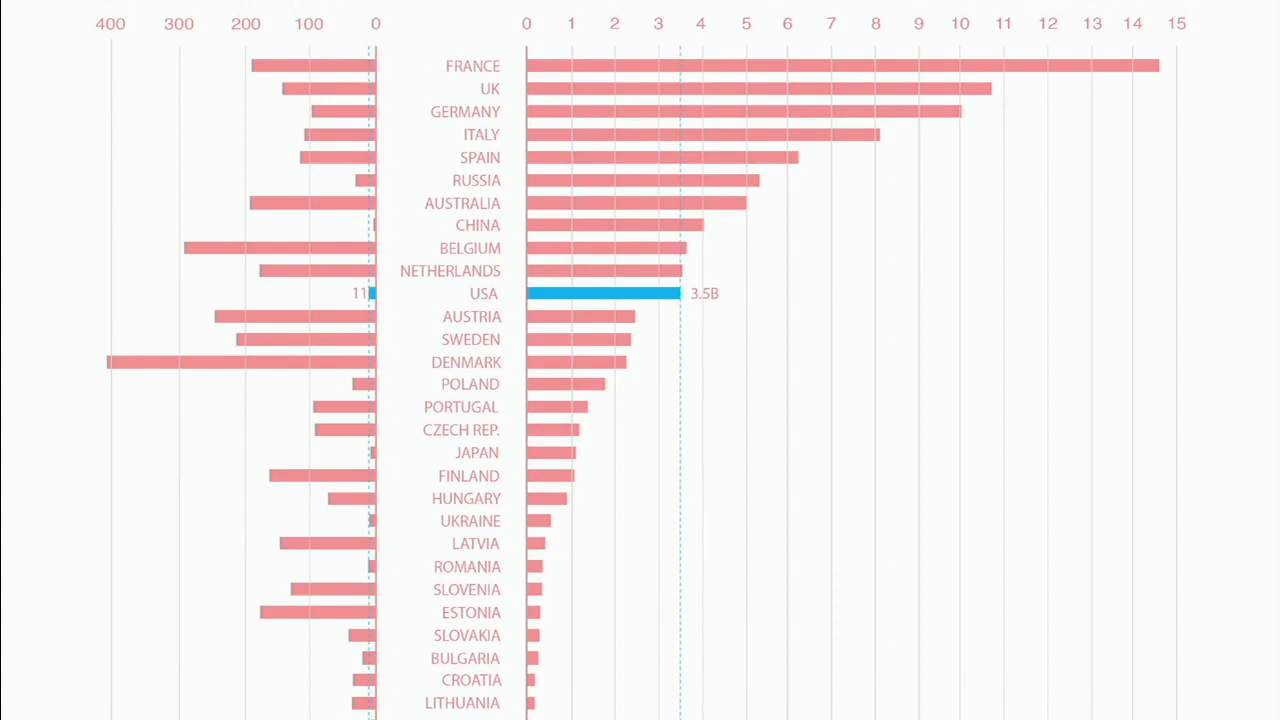 400 300 200 100 0 0 1 2 3 4 5 6 7 8 9 10 11 12 13 14 15
FRANCE
UK
GERMANY
ITALY
SPAIN
RUSSIA
AUSTRALIA
CHINA
BELGIUM
NETHERLANDS
11 USA 3.5B
AUSTRIA
SWEDEN
DENMARK
POLAND
PORTUGAL
CZECH REP.
JAPAN
FINLAND
HUNGARY
UKRAINE
LATVIA
ROMANIA
SLOVENIA
ESTONIA
SLOVAKIA
BULGARIA
CROATIA
LITHUANIA